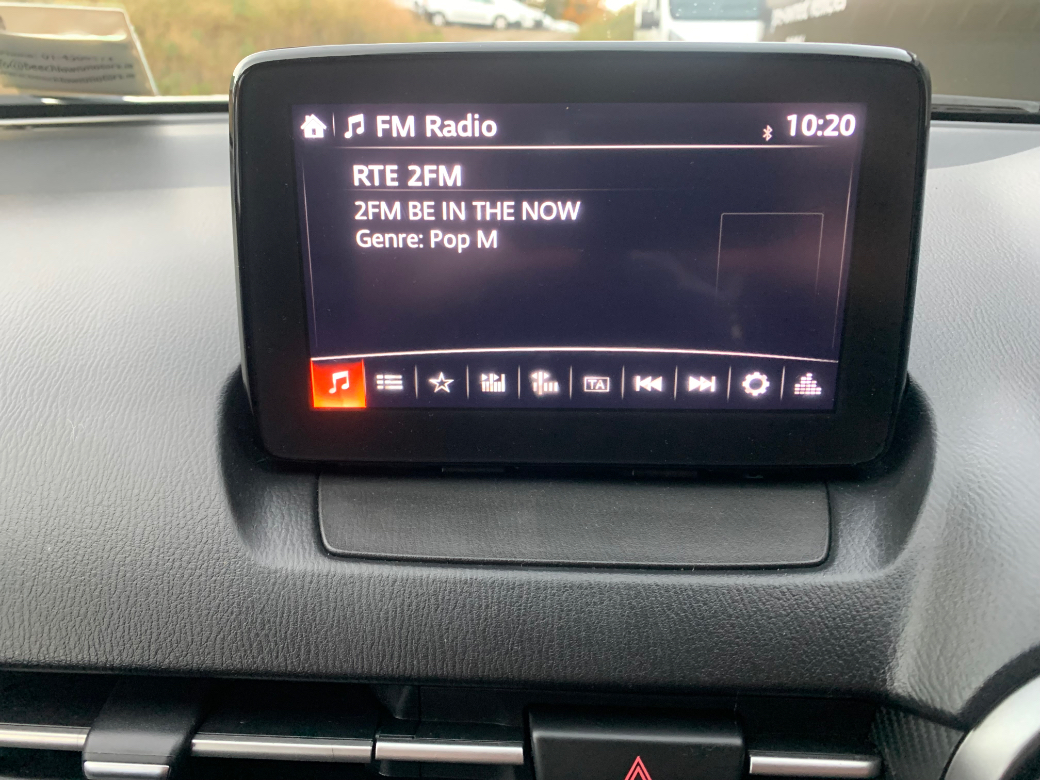 FM Radio
10:20
RTE 2FM
2FM BE IN THE NOW
Genre: Pop M
TA